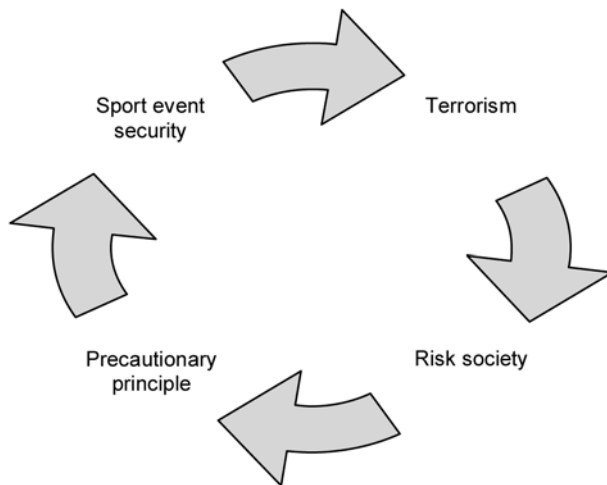 Sport event
security
Terrorism
Risk society
Precautionary
principle